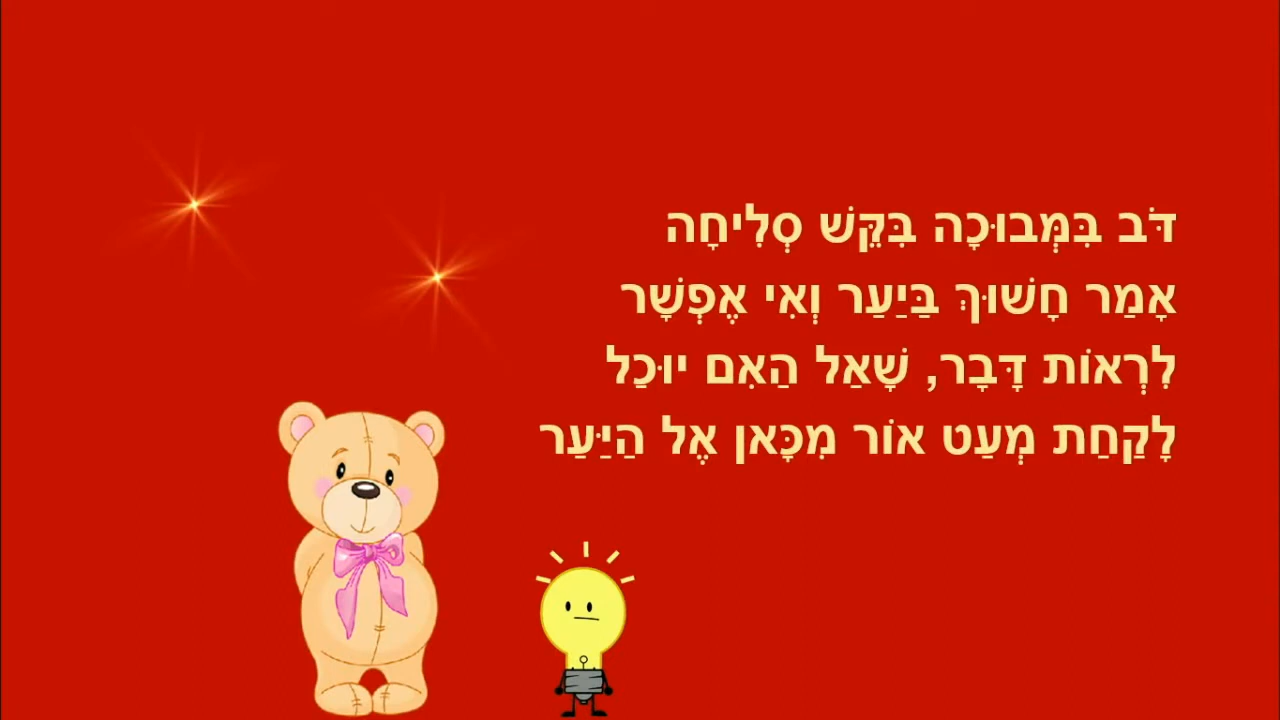 דֹּב בִּמְּבוּכָה בִּקֵּשׁ סְלִיחָה
אָמַר חָשׁוּךְ בַּיַּעַר וְאִי אֶפְשָׁר
לִרְאוֹת דָּבָר, שָׁאַל הַאִם יוּכַל
לָקַחַת מְעַט אוֹר מִכָּאן אֶל הַיַּעַר